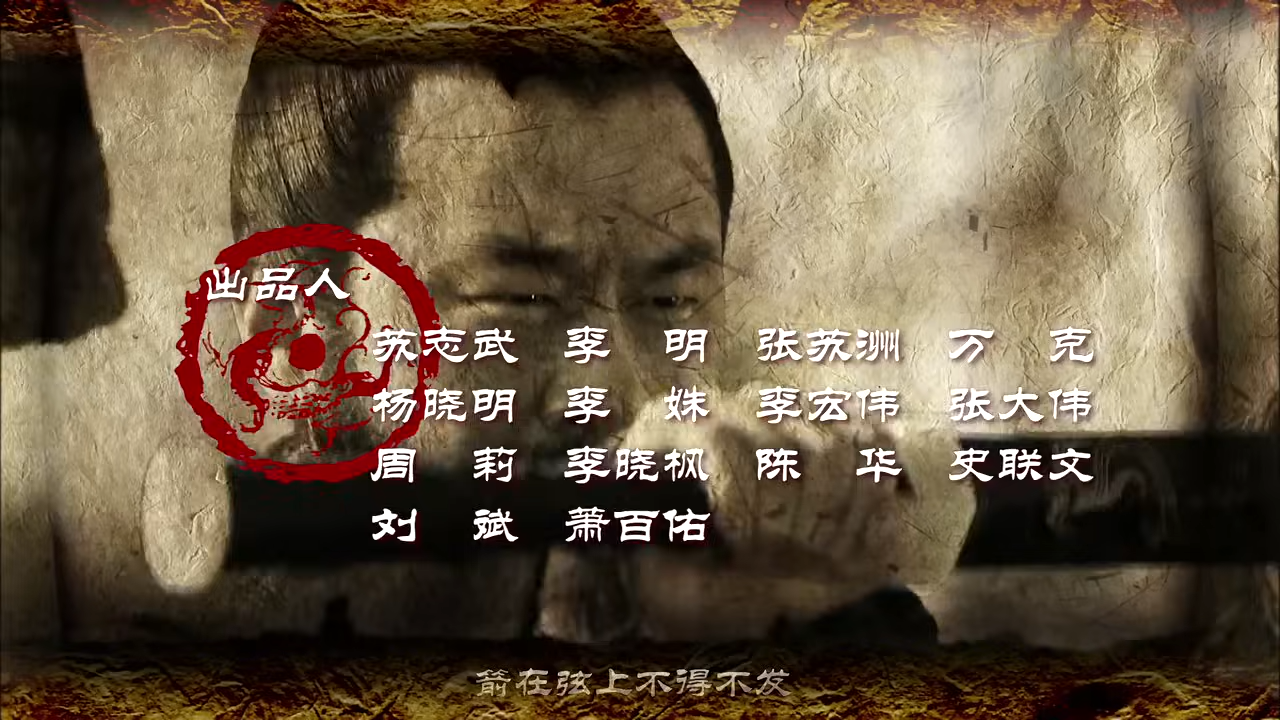 出品人
苏志武 李 明 张苏洲 万 克
杨晓明 李 姝 李宏伟 张大伟
周 莉 李晓枫 陈 华 史联文
刘 斌 萧百佑
箭在弦上不得不发